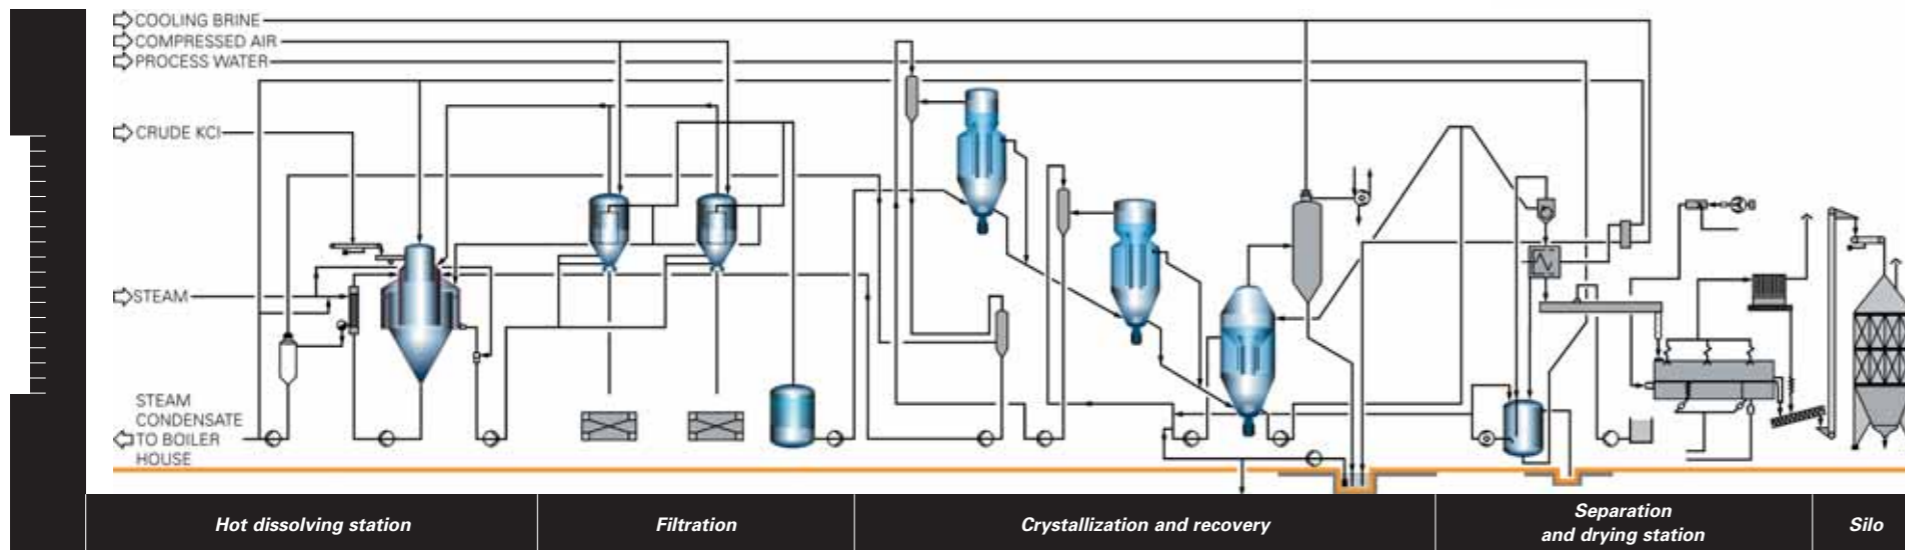 COOLING BRINE
COMPRESSED AIR
PROCESS WATER
CRUDE KCl
STEAM
STEAM
CONDENSATE
TO BOILER
HOUSE
Hot dissolving station
Filtration
Crystallization and recovery
Separation
and drying station
Silo